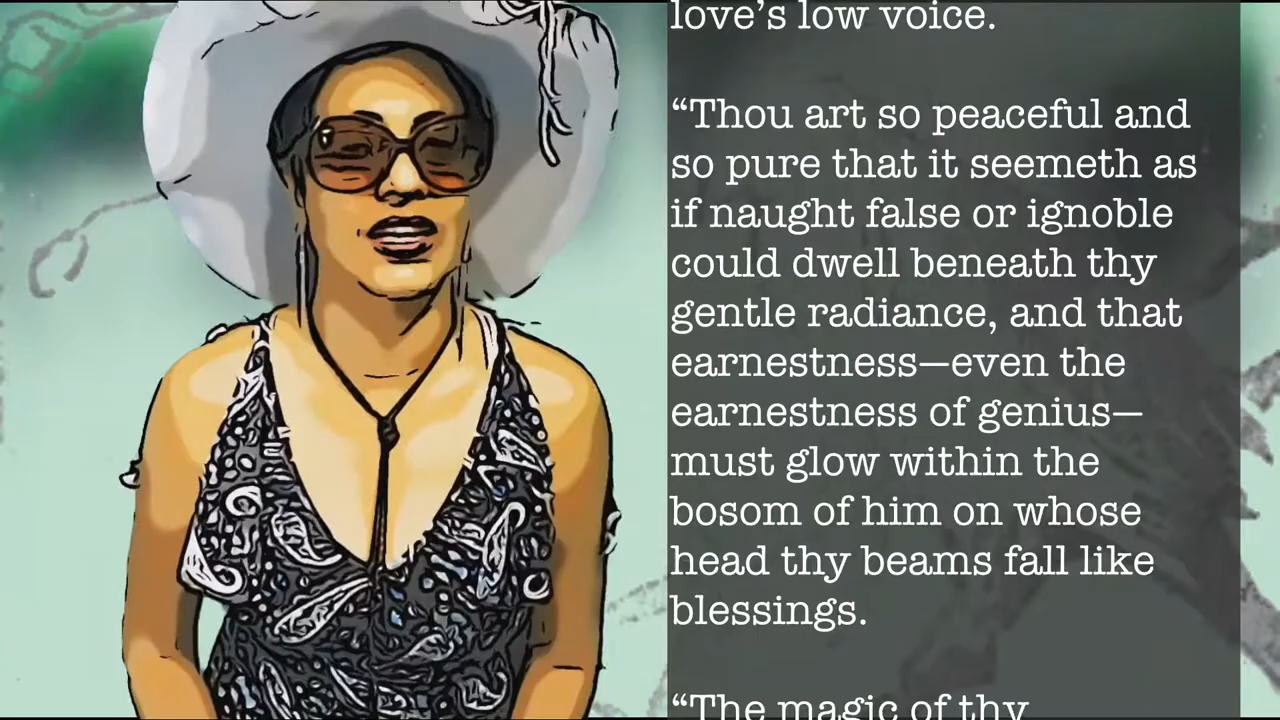 love’s low voice.
“Thou art so peaceful and
so pure that it seemeth as
if naught false or ignoble
could dwell beneath thy
gentle radiance, and that
earnestness—even the
earnestness of genius—
must glow within the
bosom of him on whose
head thy beams fall like
blessings.
“The magic of thy